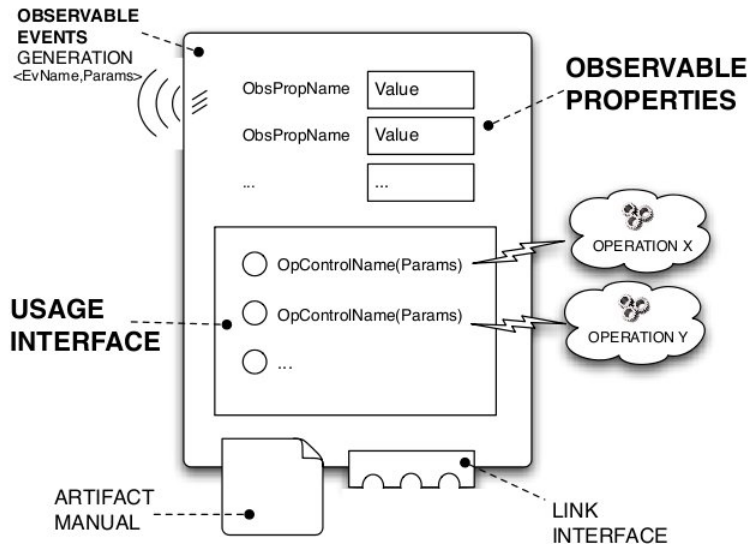 OBSERVABLE
EVENTS
GENERATION
<EvName,Params>
ObsPropName Value
ObsPropName Value
... ...
OBSERVABLE
PROPERTIES
OpControlName(Params)
OpControlName(Params)
...
OPERATION X
OPERATION Y
USAGE
INTERFACE
ARTIFACT
MANUAL
LINK
INTERFACE